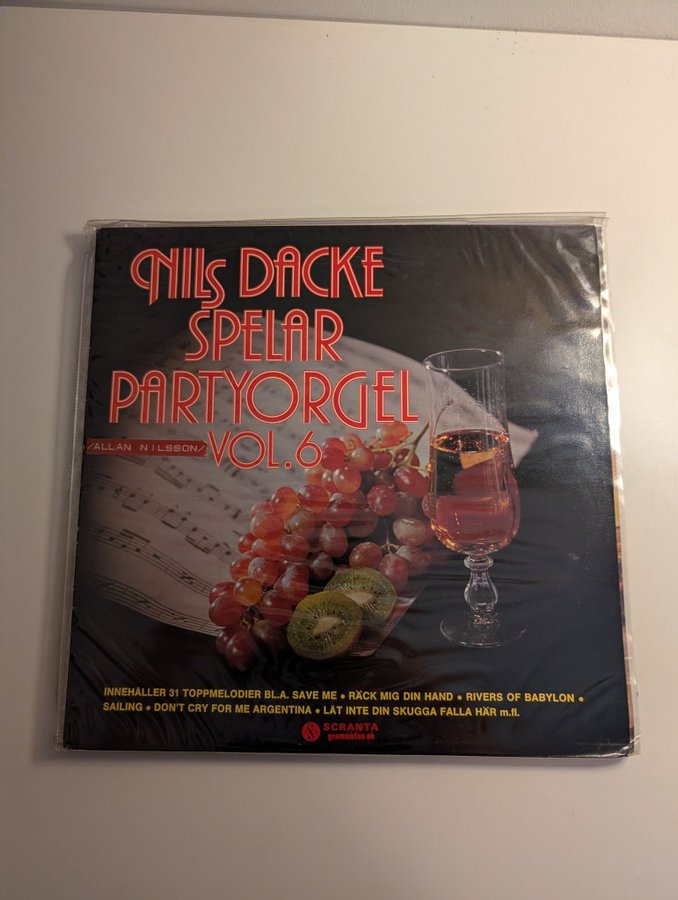 NILS DACKE
SPELAR
PARTYORGEL
VOL.6
/ALLAN NILSSON/
INNEHÅLLER 31 TOPPMELODIER BL.A. SAVE ME • RÄCK MIG DIN HAND • RIVERS OF BABYLON •
SAILING • DON'T CRY FOR ME ARGENTINA • LÅT INTE DIN SKUGGA FALLA HÄR m.fl.
SCRANTA
grammofon ab